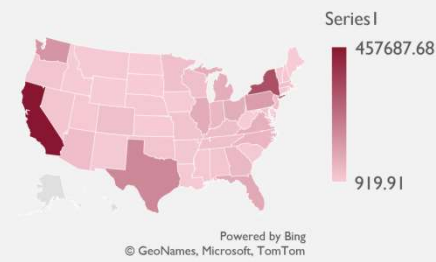 Series1
457687.68
919.91
Powered by Bing
© GeoNames, Microsoft, TomTom